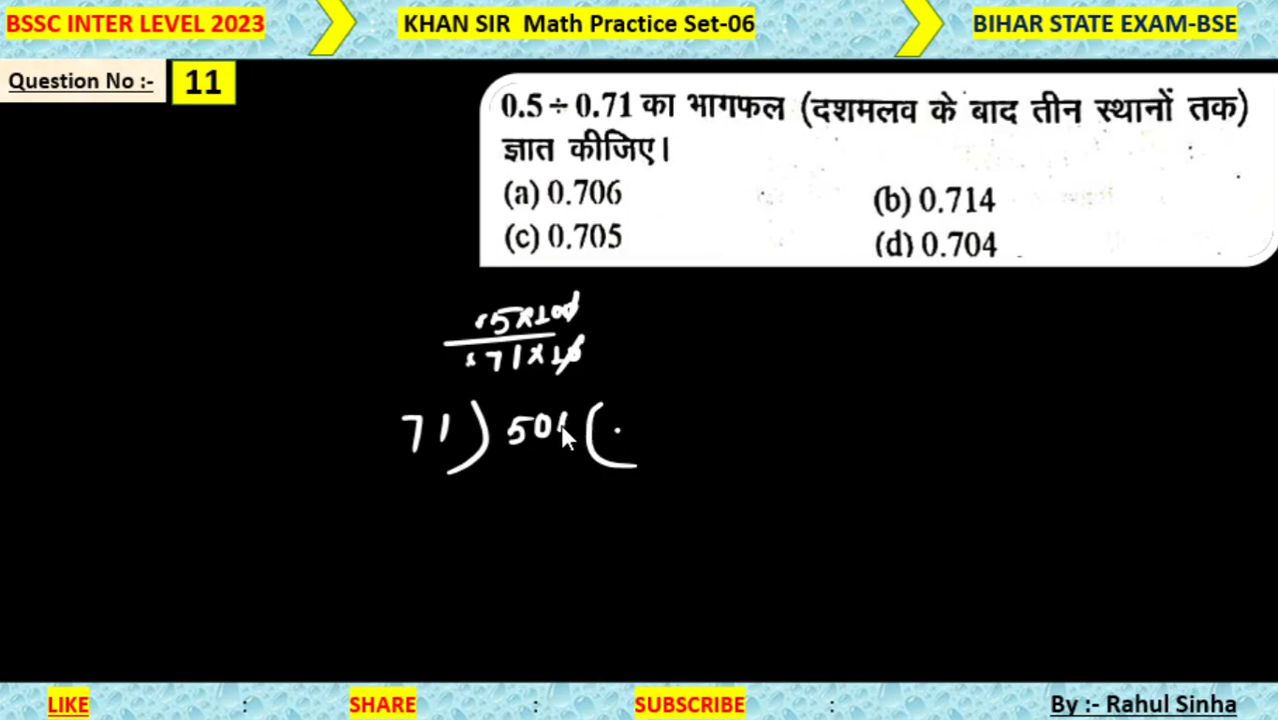 BSSC INTER LEVEL 2023
KHAN SIR Math Practice Set-06
BIHAR STATE EXAM-BSE
Question No :- 11
0.5 ÷ 0.71 का भागफल (दशमलव के बाद तीन स्थानों तक)
ज्ञात कीजिए।
(a) 0.706 (b) 0.714
(c) 0.705 (d) 0.704
.5×100
.71×10
71) 50 ( .
LIKE : SHARE : SUBSCRIBE : By :- Rahul Sinha